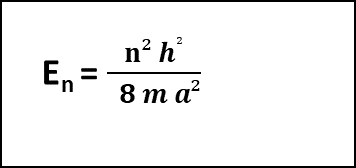 Eₙ = n² h² / 8 m a²